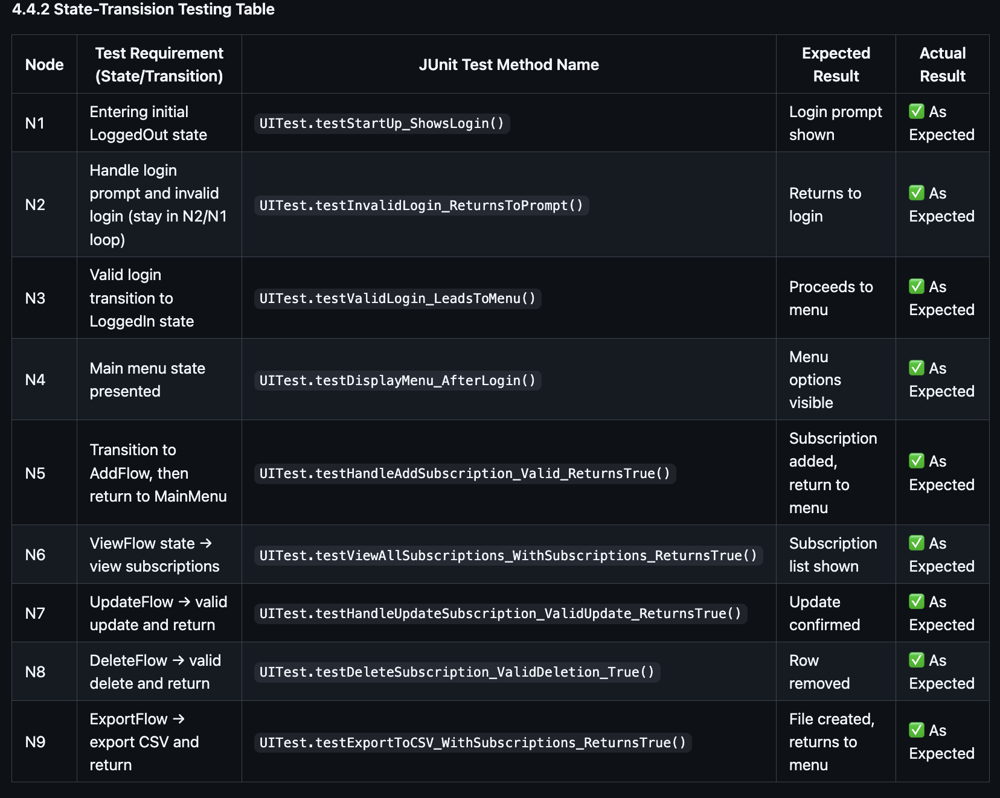 4.4.2 State-Transision Testing Table
Node
Test Requirement
(State/Transition)
JUnit Test Method Name
Expected
Result
Actual
Result
N1
Entering initial
LoggedOut state
UITest.testStartUp_ShowsLogin()
Login prompt
shown
✅ As
Expected
N2
Handle login
prompt and invalid
login (stay in N2/N1
loop)
UITest.testInvalidLogin_ReturnsToPrompt()
Returns to
login
✅ As
Expected
N3
Valid login
transition to
LoggedIn state
UITest.testValidLogin_LeadsToMenu()
Proceeds to
menu
✅ As
Expected
N4
Main menu state
presented
UITest.testDisplayMenu_AfterLogin()
Menu
options
visible
✅ As
Expected
N5
Transition to
AddFlow, then
return to MainMenu
UITest.testHandleAddSubscription_Valid_ReturnsTrue()
Subscription
added,
return to
menu
✅ As
Expected
N6
ViewFlow state →
view subscriptions
UITest.testViewAllSubscriptions_WithSubscriptions_ReturnsTrue()
Subscription
list shown
✅ As
Expected
N7
UpdateFlow → valid
update and return
UITest.testHandleUpdateSubscription_ValidUpdate_ReturnsTrue()
Update
confirmed
✅ As
Expected
N8
DeleteFlow → valid
delete and return
UITest.testDeleteSubscription_ValidDeletion_True()
Row
removed
✅ As
Expected
N9
ExportFlow →
export CSV and
return
UITest.testExportToCSV_WithSubscriptions_ReturnsTrue()
File created,
returns to
menu
✅ As
Expected